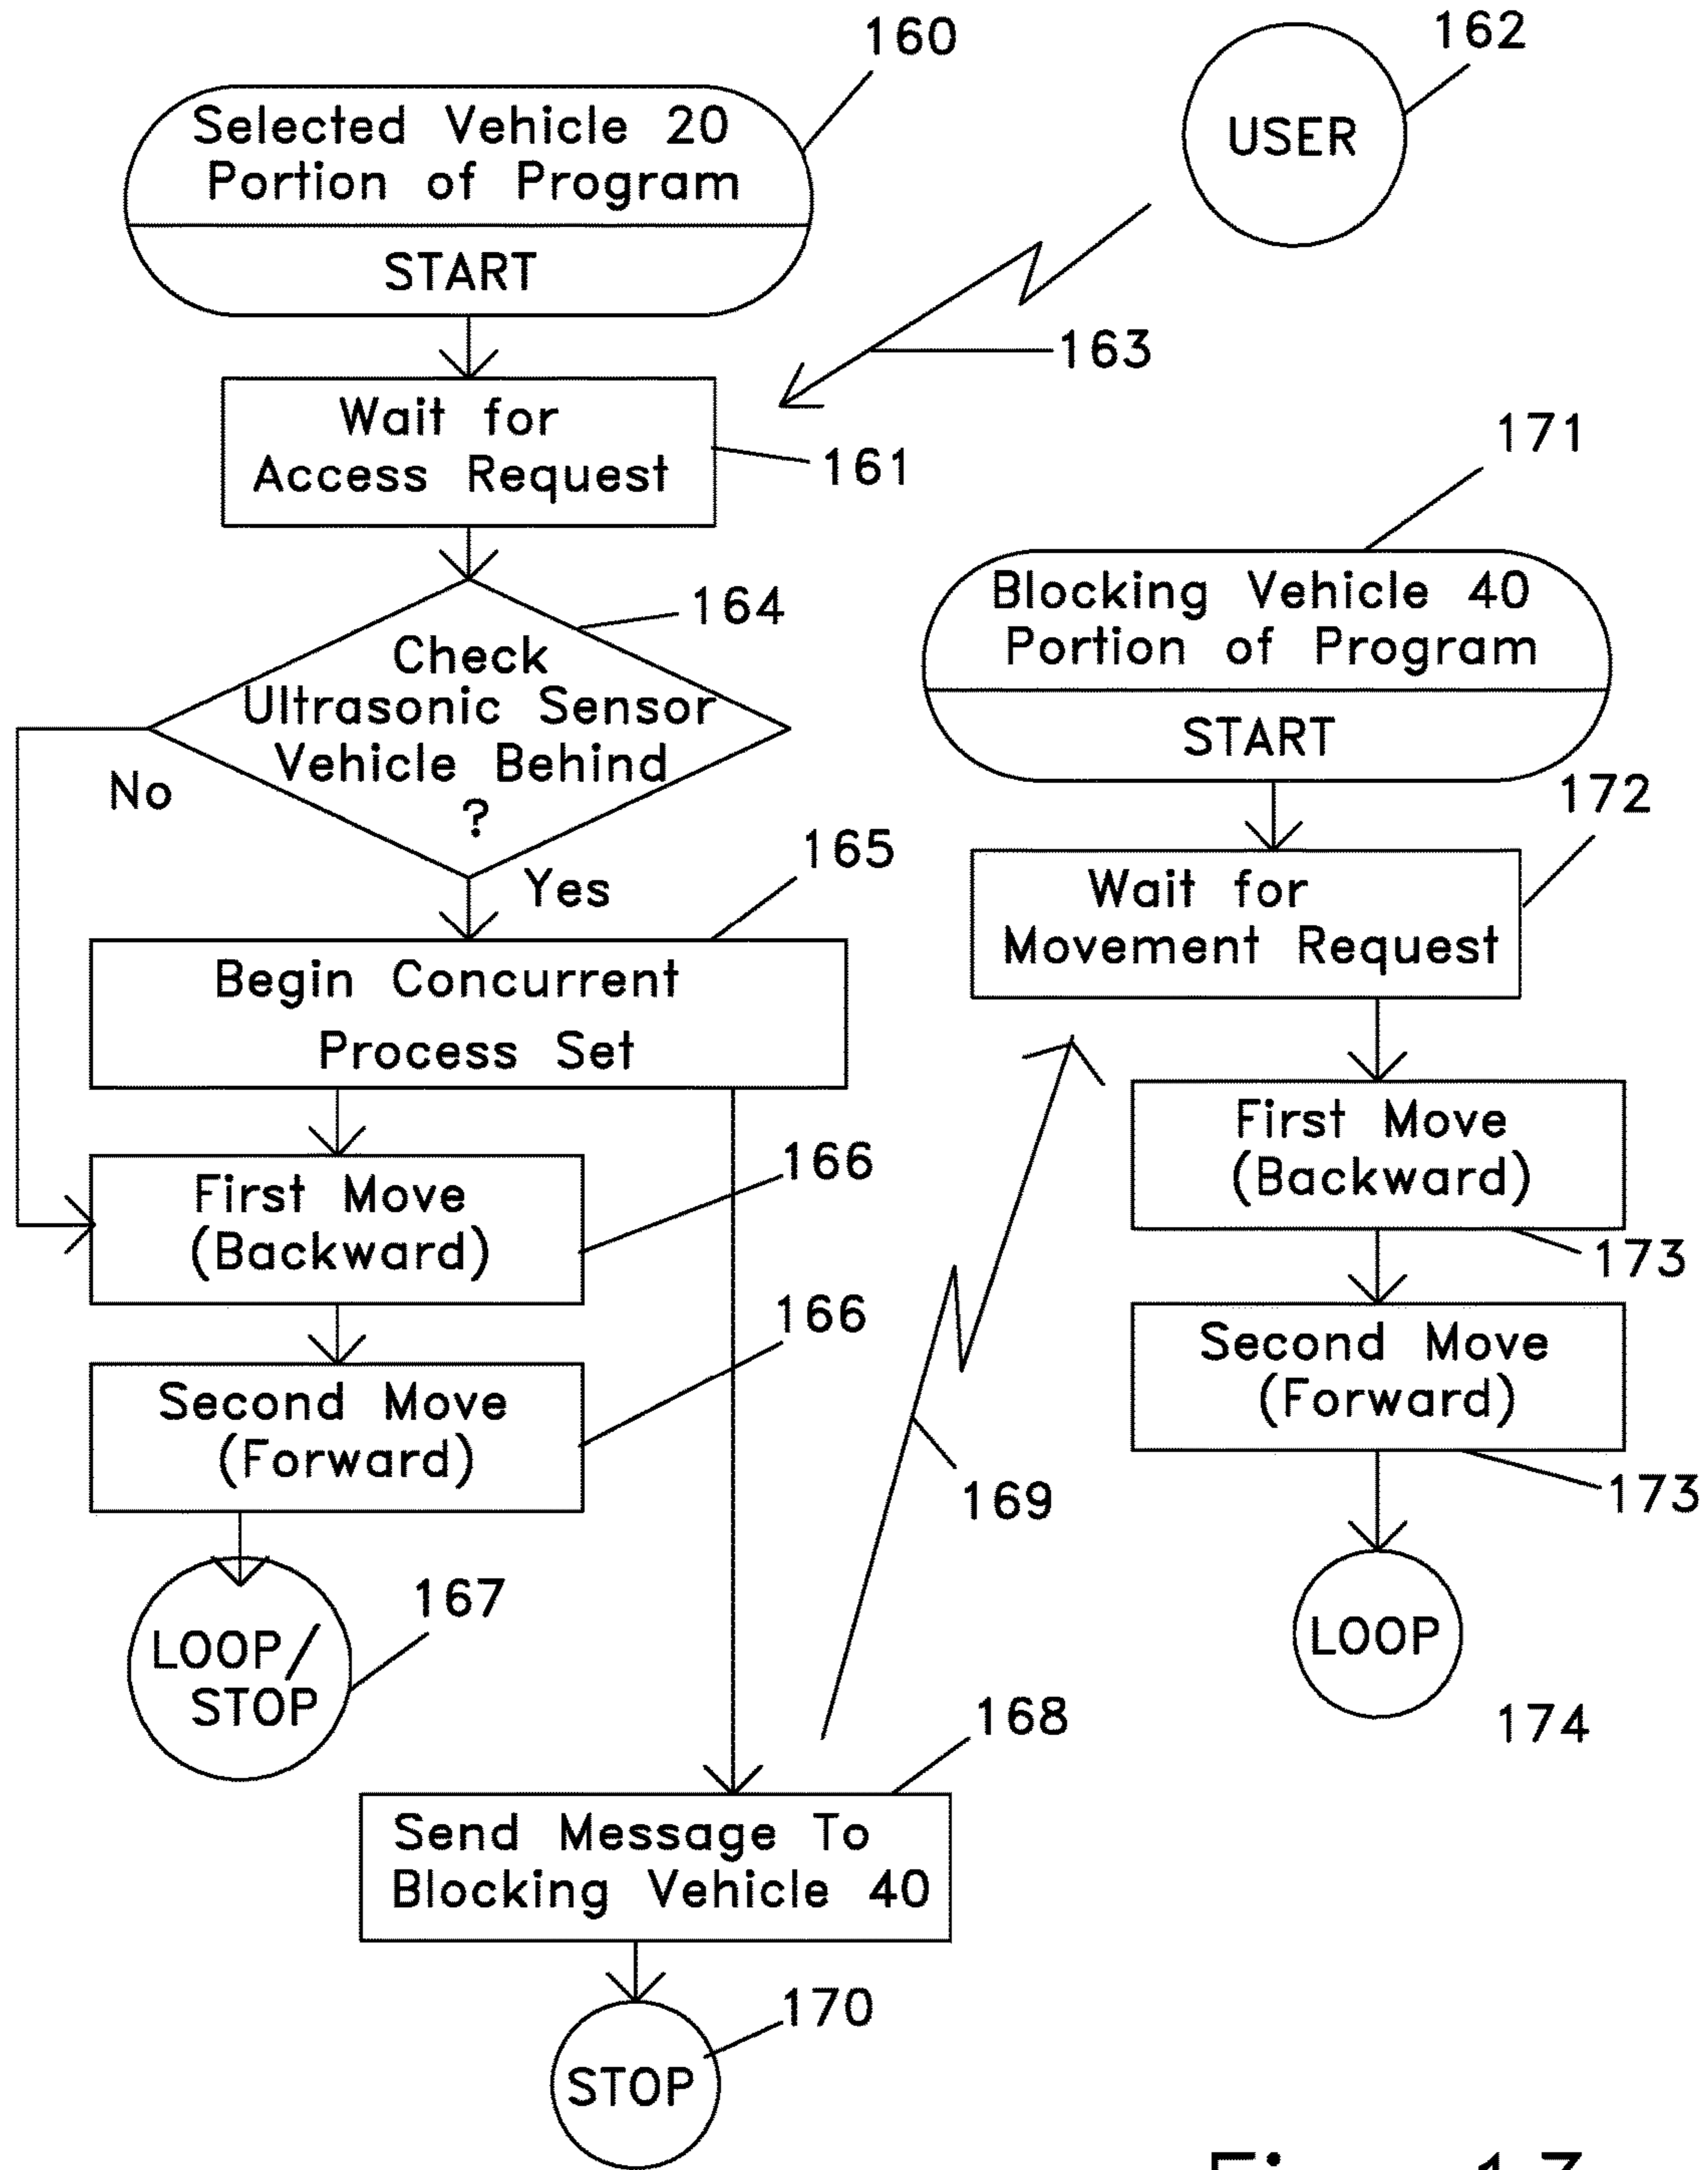 160
162
Selected Vehicle 20
Portion of Program
START
USER
163
Wait for
Access Request
161
171
Blocking Vehicle 40
Portion of Program
START
164
Check
Ultrasonic Sensor
Vehicle Behind
?
No
Yes
165
172
Wait for
Movement Request
Begin Concurrent
Process Set
First Move
(Backward)
166
First Move
(Backward)
173
Second Move
(Forward)
166
Second Move
(Forward)
173
169
LOOP/
STOP
167
LOOP
174
168
Send Message To
Blocking Vehicle 40
170
STOP